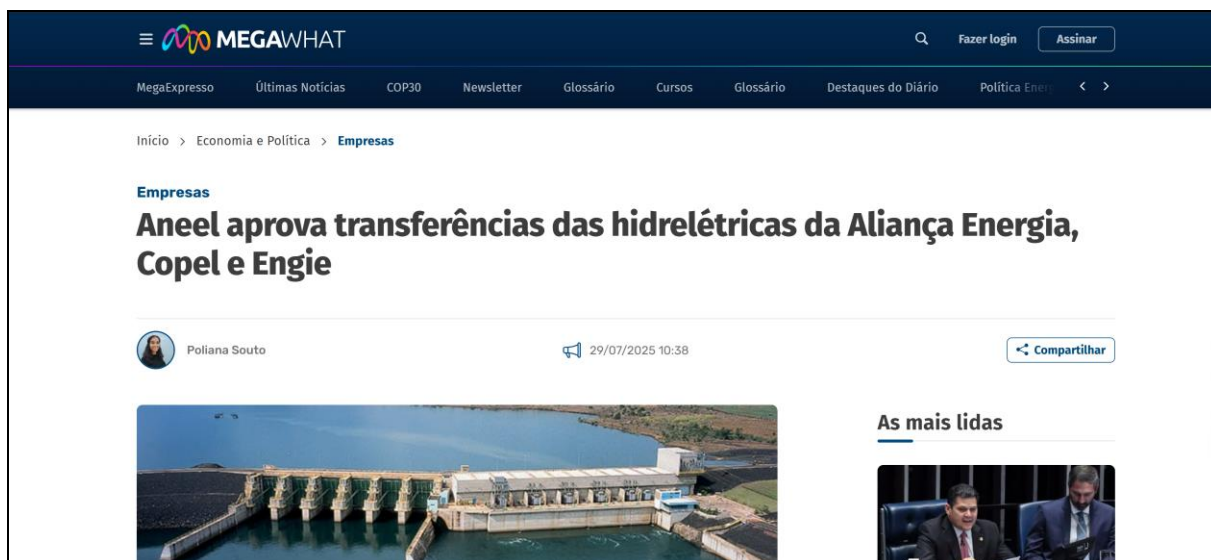 MEGAWHAT
Fazer login
Assinar
MegaExpresso Últimas Notícias COP30 Newsletter Glossário Cursos Glossário Destaques do Diário Política
Início > Economia e Política > Empresas
Empresas
Aneel aprova transferências das hidrelétricas da Aliança Energia,
Copel e Engie
Poliana Souto
29/07/2025 10:38
Compartilhar
As mais lidas